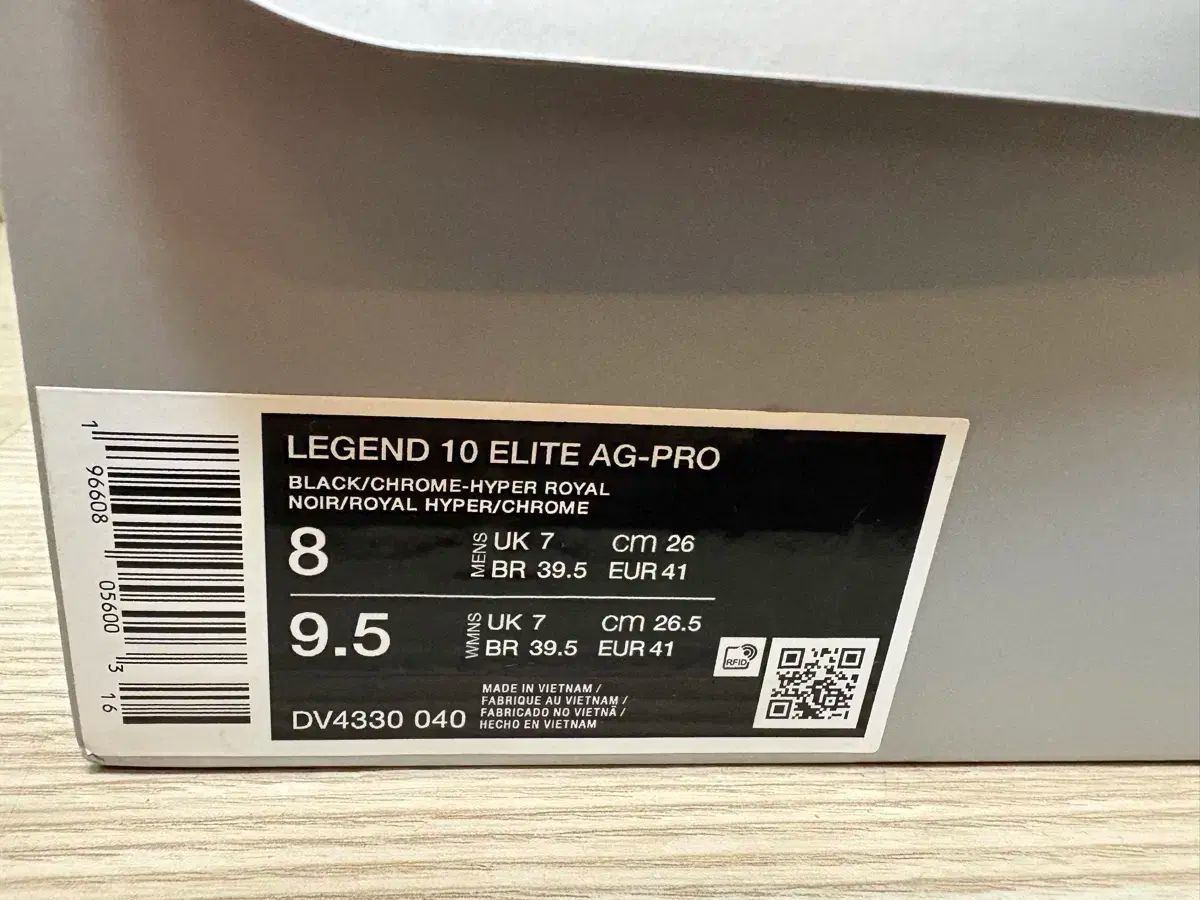 LEGEND 10 ELITE AG-PRO
BLACK/CHROME-HYPER ROYAL
NOIR/ROYAL HYPER/CHROME
8
MENS
UK 7 cm 26
BR 39.5 EUR 41
9.5
WMNS
UK 7 cm 26.5
BR 39.5 EUR 41
RFID
DV4330 040
MADE IN VIETNAM /
FABRIQUE AU VIETNAM /
FABRICADO NO VIETNÃ /
HECHO EN VIETNAM
1 96608 05600 3 16